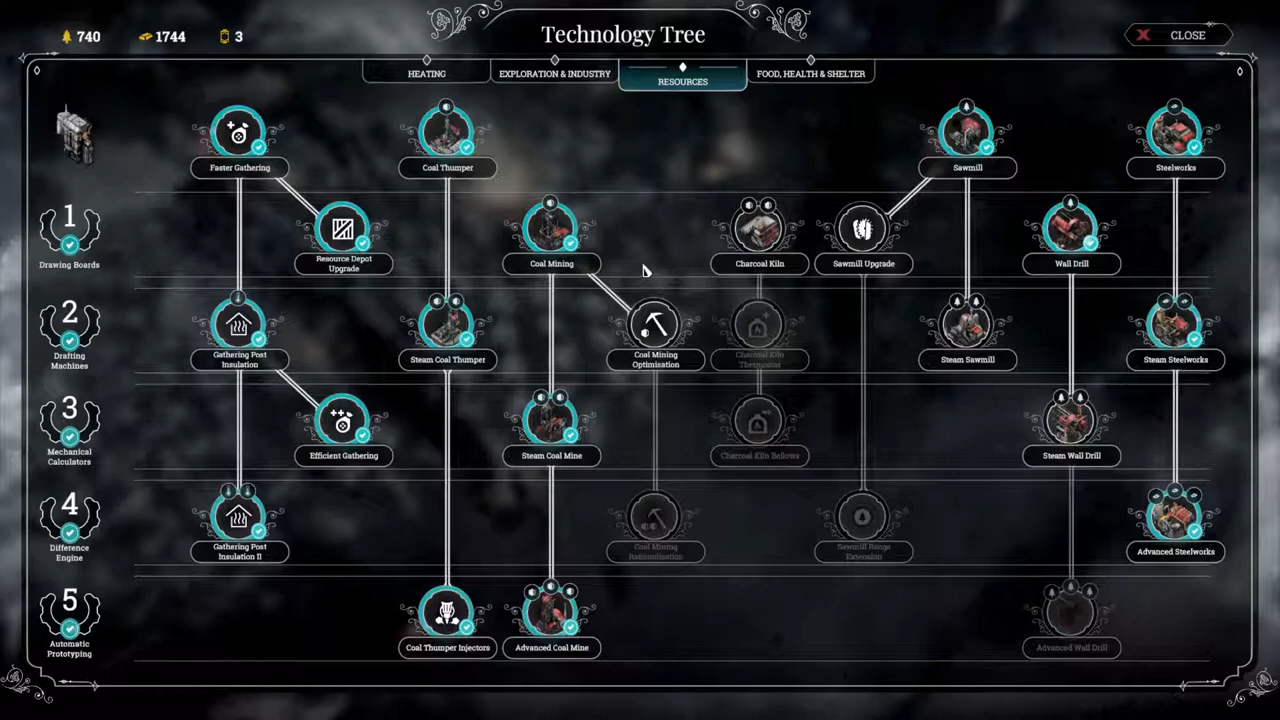 740 1744 3
Technology Tree
CLOSE
HEATING
EXPLORATION & INDUSTRY
RESOURCES
FOOD, HEALTH & SHELTER
Faster Gathering
Coal Thumper
Sawmill
Steelworks
1
Drawing Boards
Resource Depot
Upgrade
Coal Mining
Charcoal Kiln
Sawmill Upgrade
Wall Drill
2
Drafting
Machines
Gathering Post
Insulation
Steam Coal Thumper
Coal Mining
Optimisation
Charcoal Kiln
Thermostat
Steam Sawmill
Steam Steelworks
3
Mechanical
Calculators
Efficient Gathering
Steam Coal Mine
Charcoal Kiln Bellows
Steam Wall Drill
4
Difference
Engine
Gathering Post
Insulation II
Coal Mining
Rationalisation
Sawmill Range
Extension
Advanced Steelworks
5
Automatic
Prototyping
Coal Thumper Injectors
Advanced Coal Mine
Advanced Wall Drill